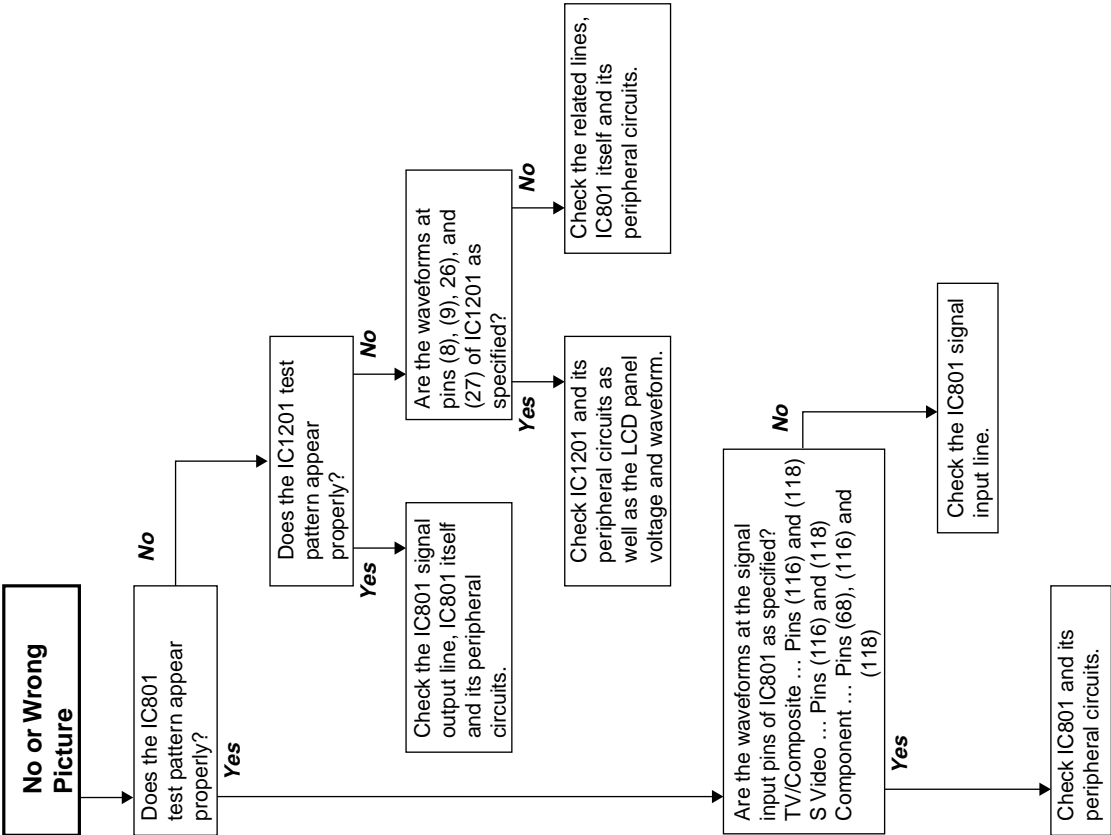 No or Wrong
Picture
Does the IC801
test pattern appear
properly?
No
Yes
Does the IC1201 test
pattern appear
properly?
No
Yes
Check the IC801 signal
output line, IC801 itself
and its peripheral
circuits.
Are the waveforms at
pins (8), (9), 26), and
(27) of IC1201 as
specified?
No
Yes
Check the related lines,
IC801 itself and its
peripheral circuits.
Check IC1201 and its
peripheral circuits as
well as the LCD panel
voltage and waveform.
Are the waveforms at the signal
input pins of IC801 as specified?
TV/Composite … Pins (116) and (118)
S Video … Pins (116) and (118)
Component … Pins (68), (116) and
(118)
No
Yes
Check the IC801 signal
input line.
Check IC801 and its
peripheral circuits.